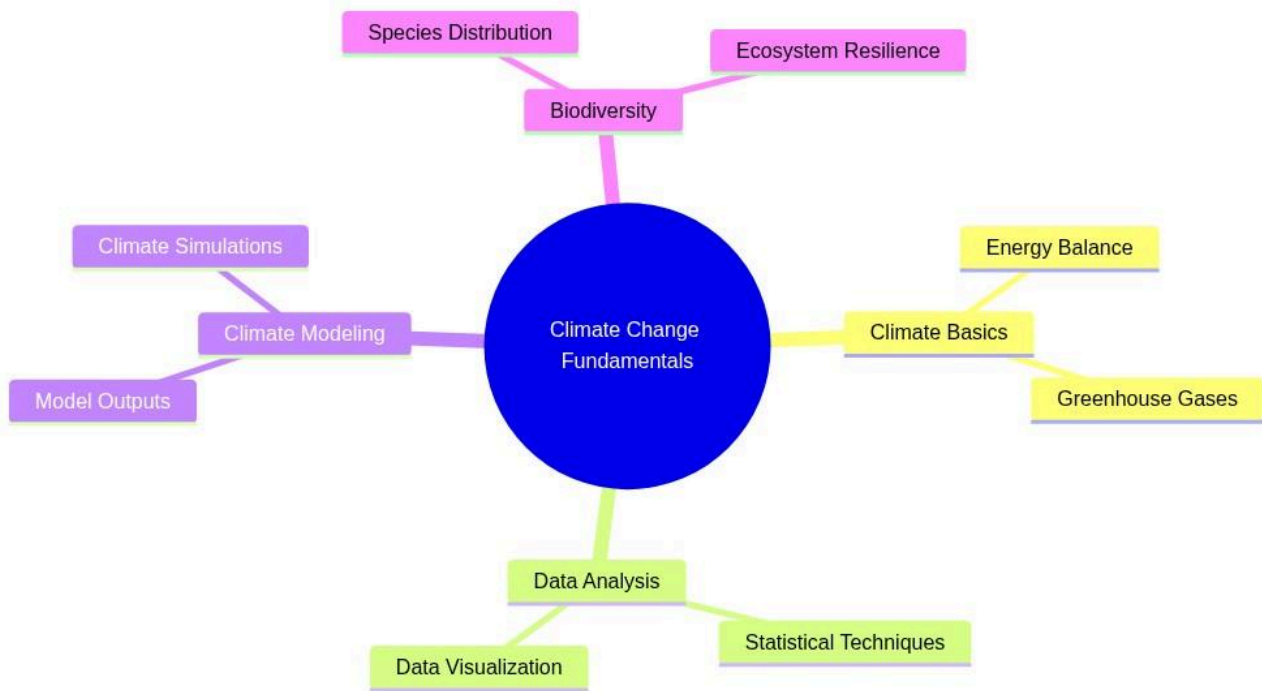 Species Distribution
Ecosystem Resilience
Biodiversity
Climate Simulations
Energy Balance
Climate Modeling
Climate Change
Fundamentals
Climate Basics
Model Outputs
Greenhouse Gases
Data Analysis
Statistical Techniques
Data Visualization